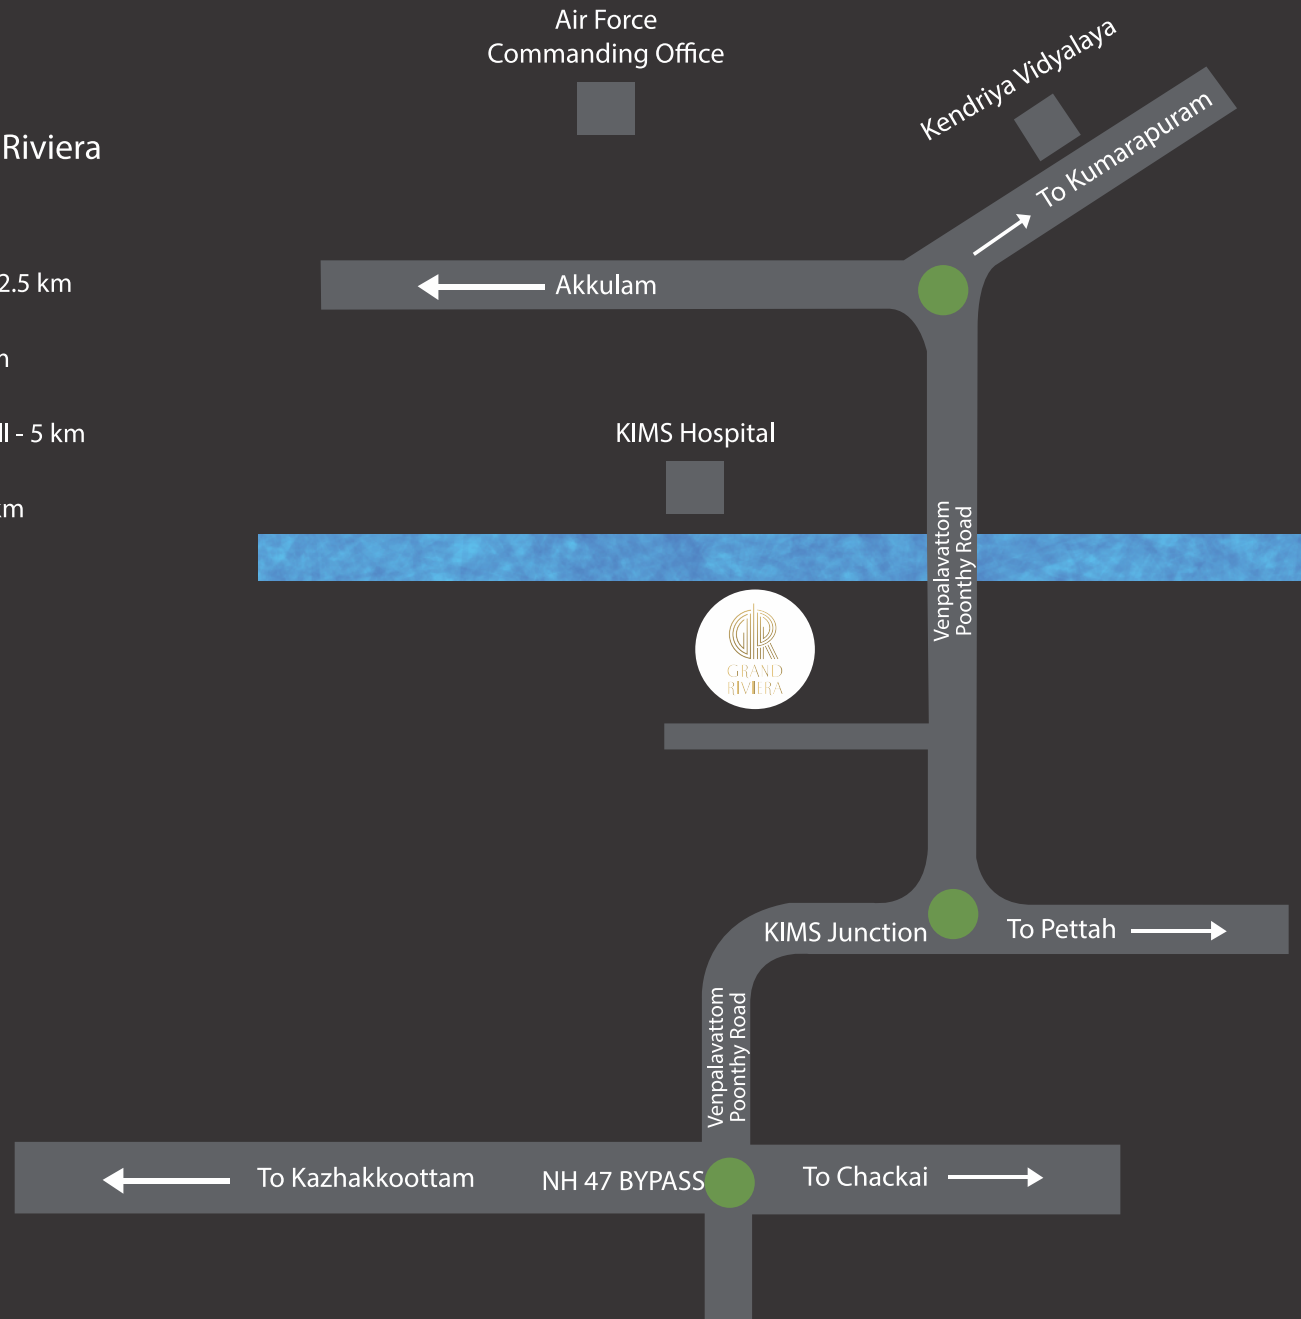 Air Force
Commanding Office
Kendriya Vidyalaya
To Kumarapuram
Riviera
2.5 km
Akkulam
- 5 km
km
KIMS Hospital
Venpalavattom
Poonthy Road
GRAND
RIVIERA
KIMS Junction
To Pettah
Venpalavattom
Poonthy Road
To Kazhakkoottam
NH 47 BYPASS
To Chackai